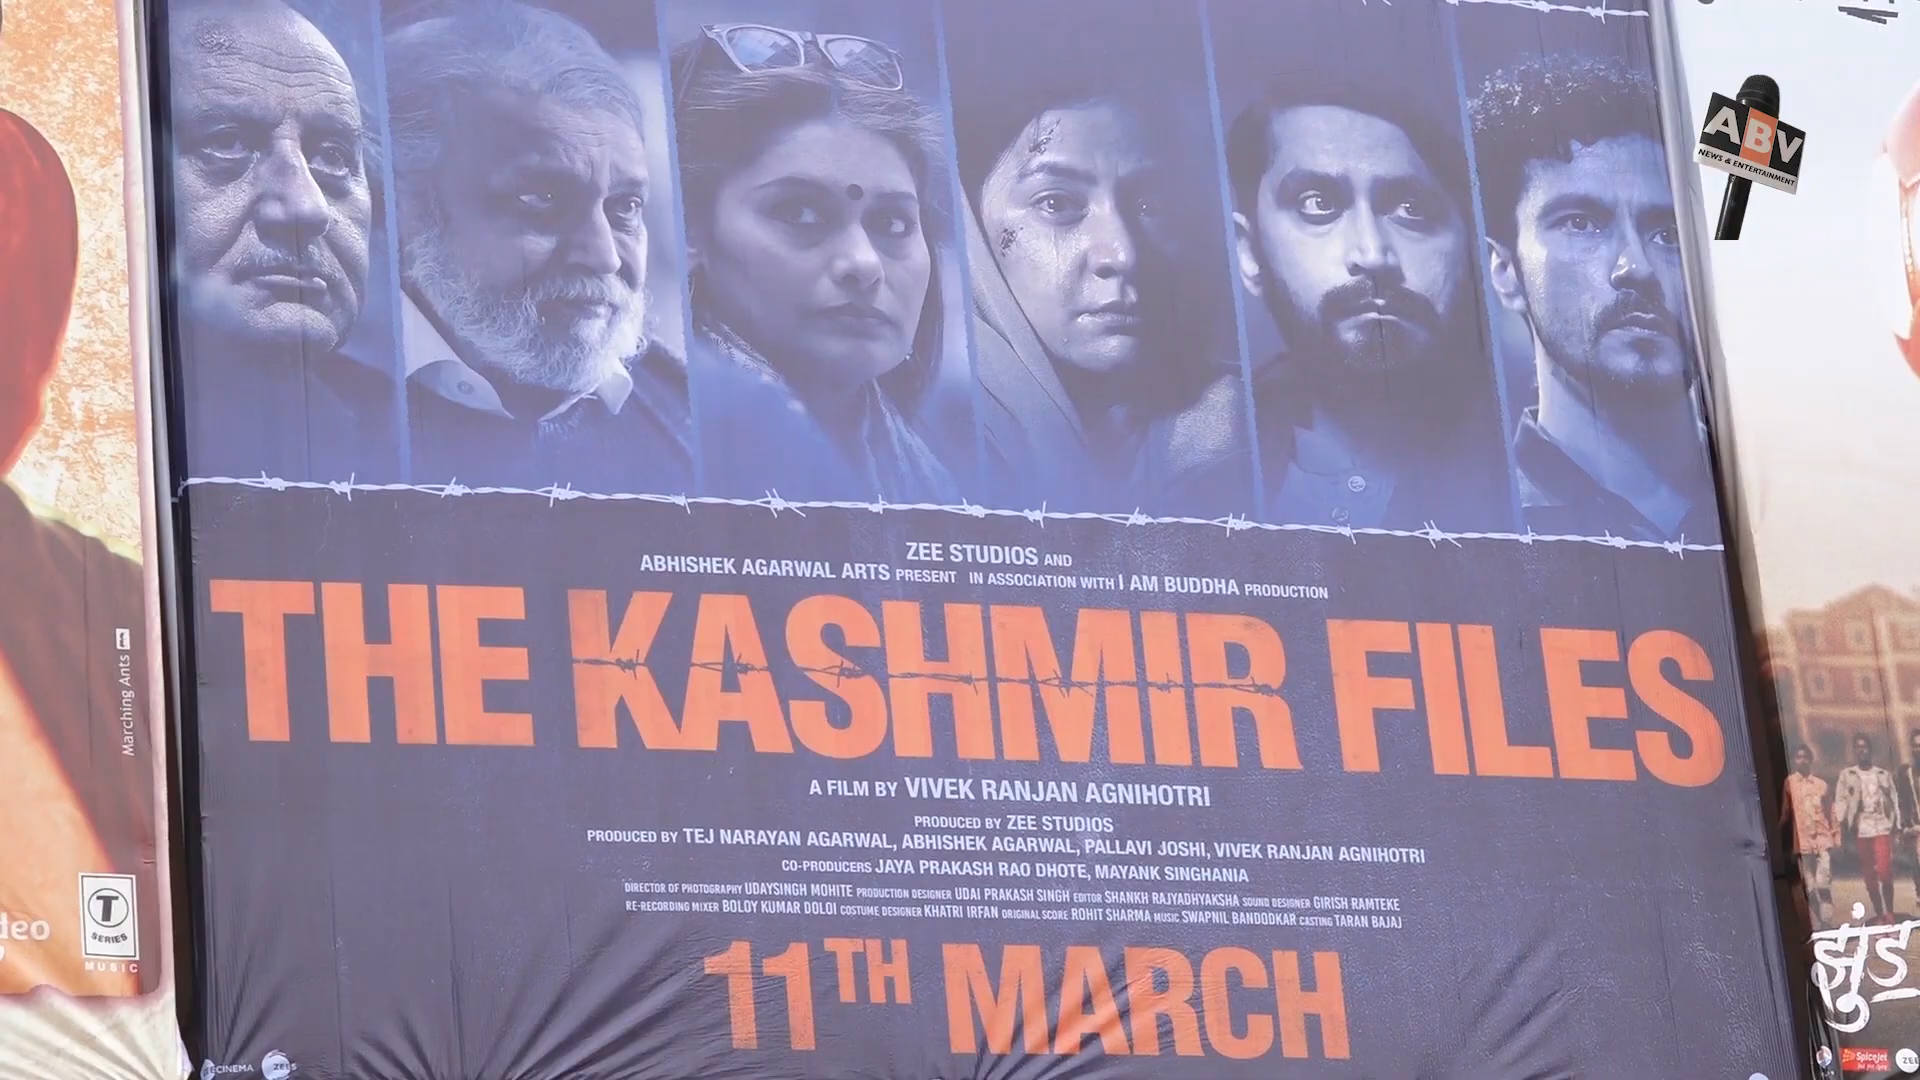 ABV
NEWS & ENTERTAINMENT
ZEE STUDIOS AND
ABHISHEK AGARWAL ARTS PRESENT IN ASSOCIATION WITH I AM BUDDHA PRODUCTION
THE KASHMIR FILES
A FILM BY VIVEK RANJAN AGNIHOTRI
PRODUCED BY ZEE STUDIOS
PRODUCED BY TEJ NARAYAN AGARWAL, ABHISHEK AGARWAL, PALLAVI JOSHI, VIVEK RANJAN AGNIHOTRI
CO-PRODUCERS JAYA PRAKASH RAO DHOTE, MAYANK SINGHANIA
DIRECTOR OF PHOTOGRAPHY UDAYSINGH MOHITE PRODUCTION DESIGNER UDAI PRAKASH SINGH EDITOR SHANKH RAJYADHYAKSHA SOUND DESIGNER GIRISH RAMTEKE
RE-RECORDING MIXER BOLOY KUMAR DOLOI COSTUME DESIGNER KHATRI IRFAN ORIGINAL SCORE ROHIT SHARMA MUSIC SWAPNIL BANDODKAR CASTING TARAN BAJAJ
11TH MARCH
Marching Ants
T
SERIES
MUSIC
deo
झुंड
SpiceJet
ZEE